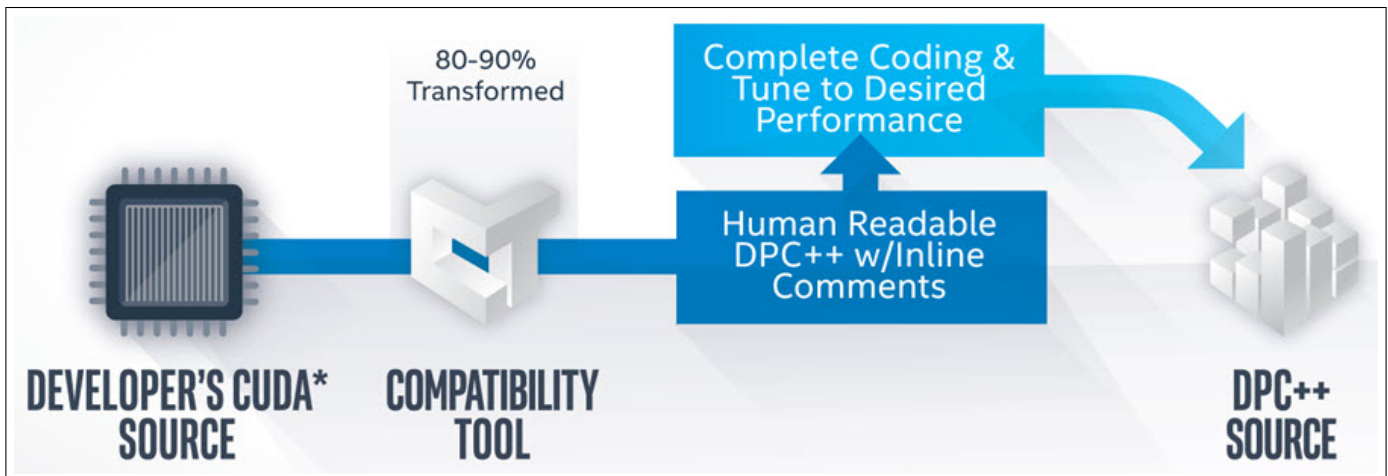 80-90%
Transformed
Complete Coding &
Tune to Desired
Performance
Human Readable
DPC++ w/Inline
Comments
DEVELOPER'S CUDA*
SOURCE
COMPATIBILITY
TOOL
DPC++
SOURCE